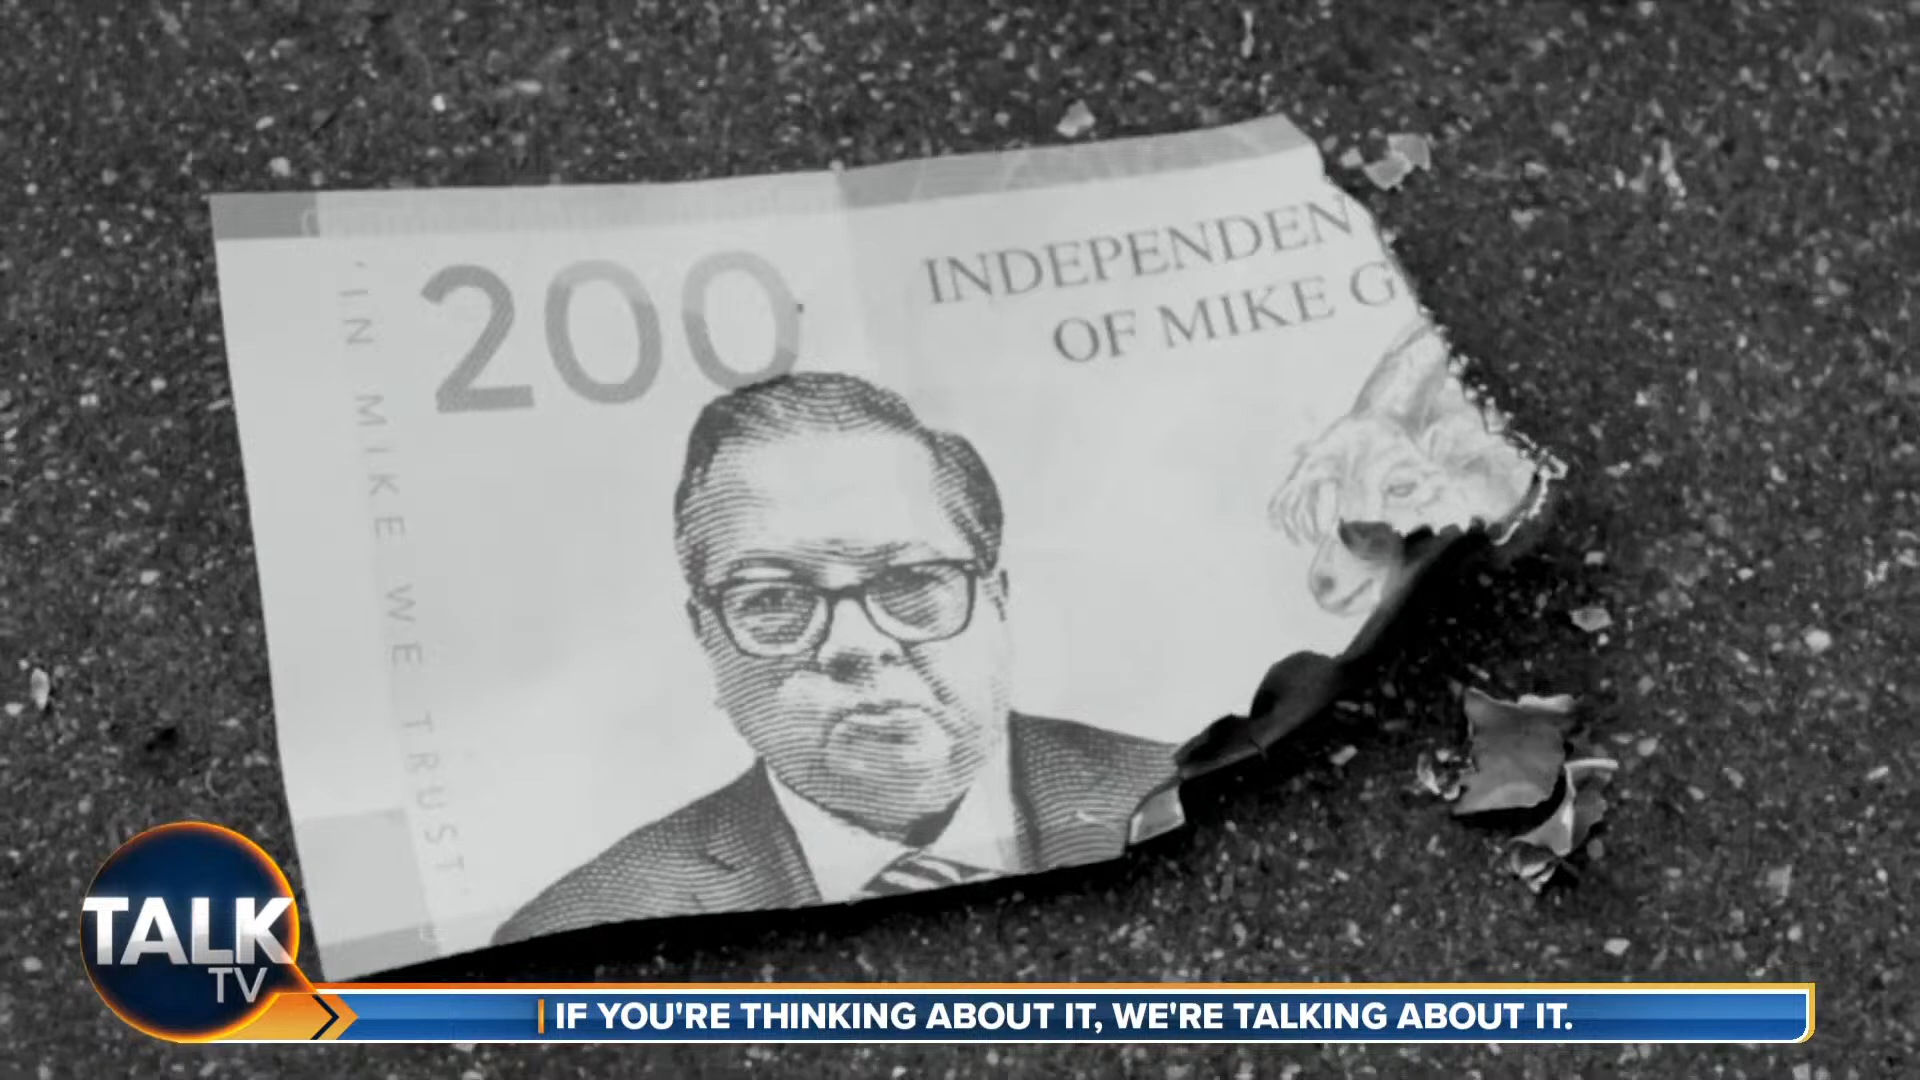 200
INDEPENDEN
OF MIKE G
'IN MIKE WE TRUST'
TALK
TV
IF YOU'RE THINKING ABOUT IT, WE'RE TALKING ABOUT IT.